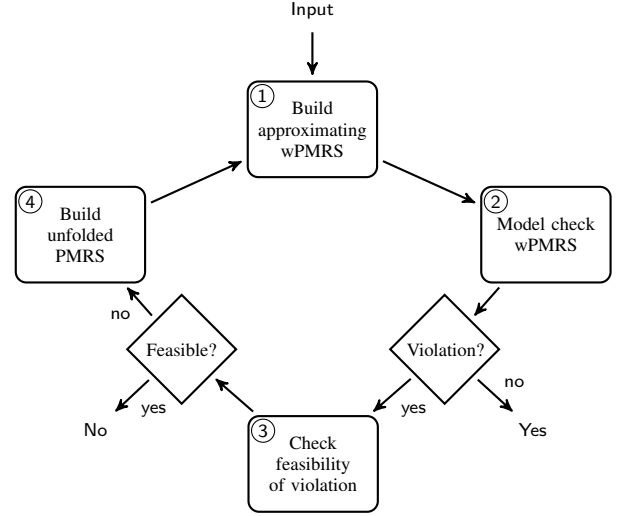 Input
1
Build
approximating
wPMRS
2
Model check
wPMRS
4
Build
unfolded
PMRS
no
Feasible?
Violation?
no
yes
yes
No
Yes
3
Check
feasibility
of violation